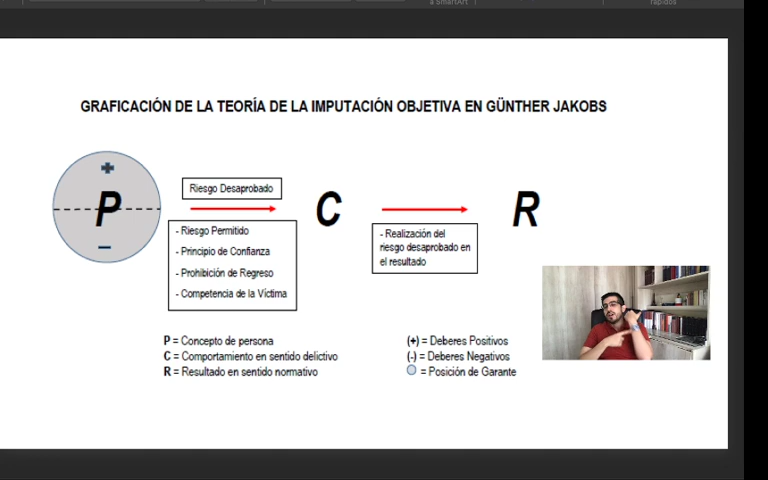 a SmartArt
rápidos
GRAFICACIÓN DE LA TEORÍA DE LA IMPUTACIÓN OBJETIVA EN GÜNTHER JAKOBS
P
Riesgo Desaprobado
- Riesgo Permitido
- Principio de Confianza
- Prohibición de Regreso
- Competencia de la Víctima
C
- Realización del
riesgo desaprobado en
el resultado
R
P = Concepto de persona
C = Comportamiento en sentido delictivo
R = Resultado en sentido normativo
(+) = Deberes Positivos
(-) = Deberes Negativos
= Posición de Garante